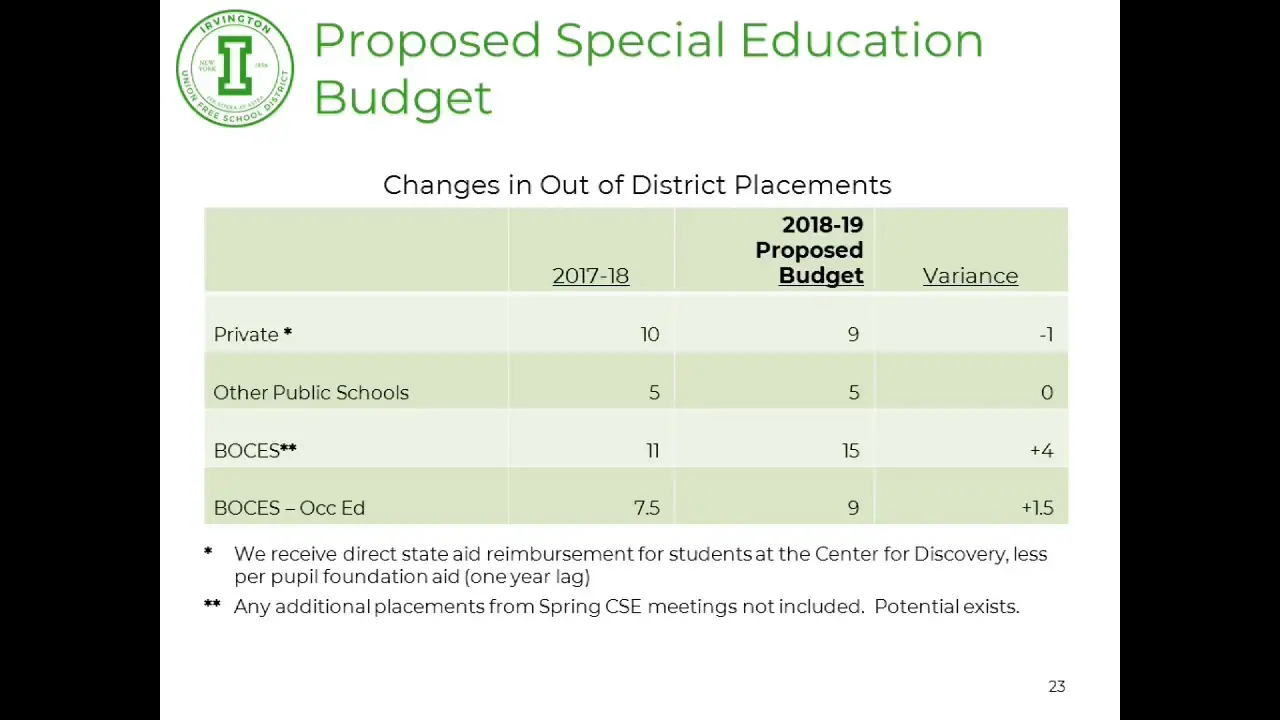 IRVINGTON
NEW YORK
UNION FREE SCHOOL DISTRICT
Proposed Special Education
Budget
Changes in Out of District Placements
2017-18 2018-19 Proposed Budget Variance
Private * 10 9 -1
Other Public Schools 5 5 0
BOCES** 11 15 +4
BOCES – Occ Ed 7.5 9 +1.5
* We receive direct state aid reimbursement for students at the Center for Discovery, less
per pupil foundation aid (one year lag)
** Any additional placements from Spring CSE meetings not included. Potential exists.
23